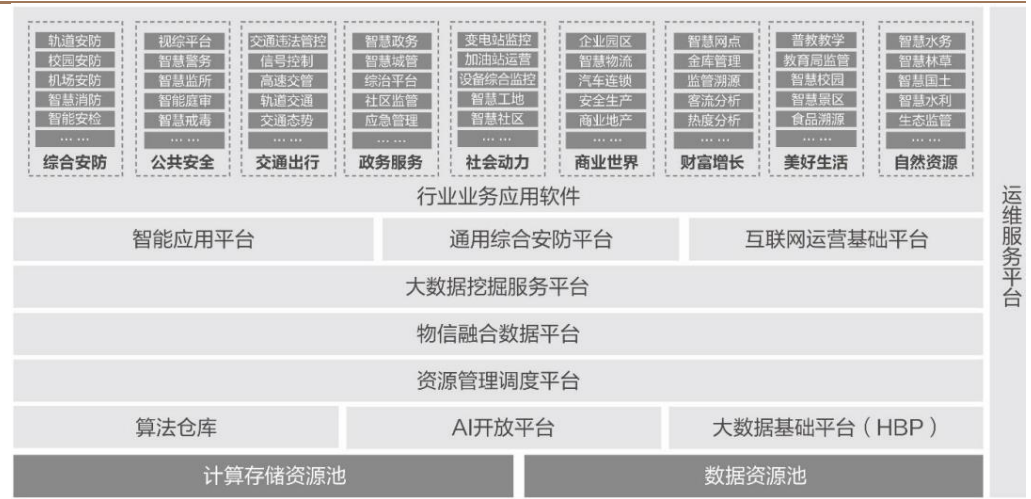 轨道安防
校园安防
机场安防
智慧消防
智能安检
... ...
综合安防
视综平台
智慧警务
智慧监所
智能庭审
智慧戒毒
... ...
公共安全
交通违法管控
信号控制
高速交管
轨道交通
交通态势
... ...
交通出行
智慧政务
智慧城管
综治平台
社区监管
应急管理
... ...
政务服务
变电站监控
加油站运营
设备综合监控
智慧工地
智慧社区
... ...
社会动力
企业园区
智慧物流
汽车连锁
安全生产
商业地产
... ...
商业世界
智慧网点
金库管理
监管溯源
客流分析
热度分析
... ...
财富增长
普教教学
教育局监管
智慧校园
智慧景区
食品溯源
... ...
美好生活
智慧水务
智慧林草
智慧国土
智慧水利
生态监管
... ...
自然资源
行业业务应用软件
智能应用平台
通用综合安防平台
互联网运营基础平台
大数据挖掘服务平台
物信融合数据平台
资源管理调度平台
算法仓库
AI开放平台
大数据基础平台（HBP）
计算存储资源池
数据资源池
运维服务平台